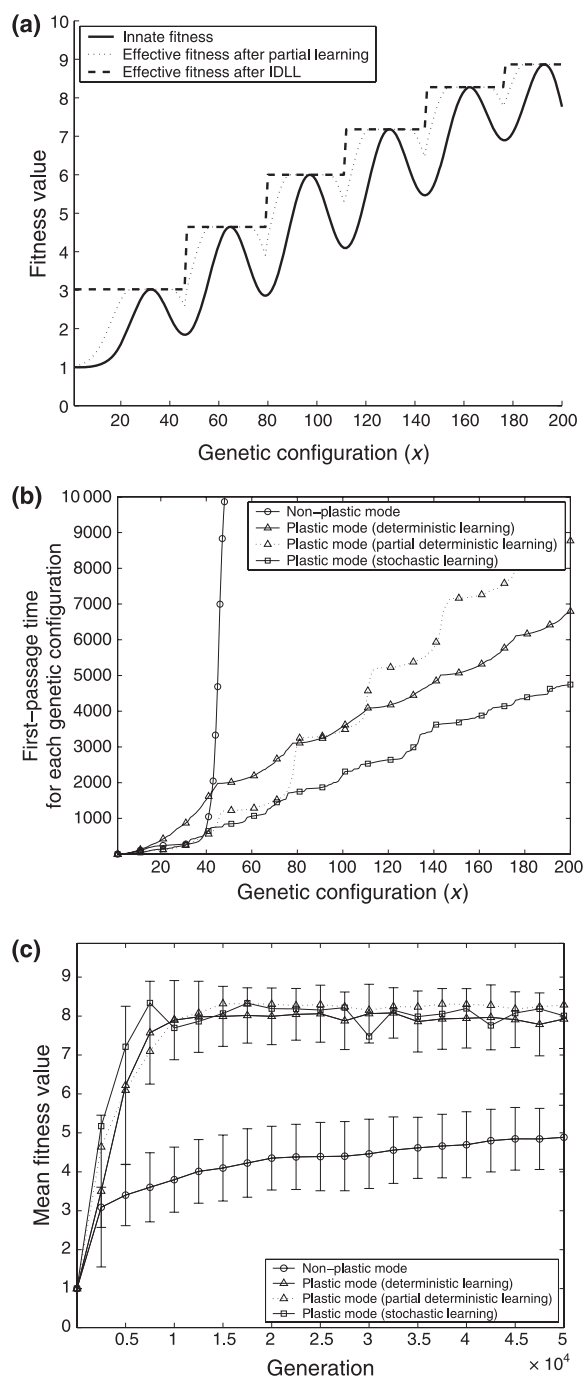 (a)
Innate fitness
Effective fitness after partial learning
Effective fitness after IDLL
Fitness value
10
9
8
7
6
5
4
3
2
1
0
20 40 60 80 100 120 140 160 180 200
Genetic configuration (x)
(b)
Non–plastic mode
Plastic mode (deterministic learning)
Plastic mode (partial deterministic learning)
Plastic mode (stochastic learning)
First–passage time
for each genetic configuration
10 000
9000
8000
7000
6000
5000
4000
3000
2000
1000
0 20 40 60 80 100 120 140 160 180 200
Genetic configuration (x)
(c)
Mean fitness value
9
8
7
6
5
4
3
2
1
0
Non–plastic mode
Plastic mode (deterministic learning)
Plastic mode (partial deterministic learning)
Plastic mode (stochastic learning)
0.5 1 1.5 2 2.5 3 3.5 4 4.5 5
× 10⁴
Generation